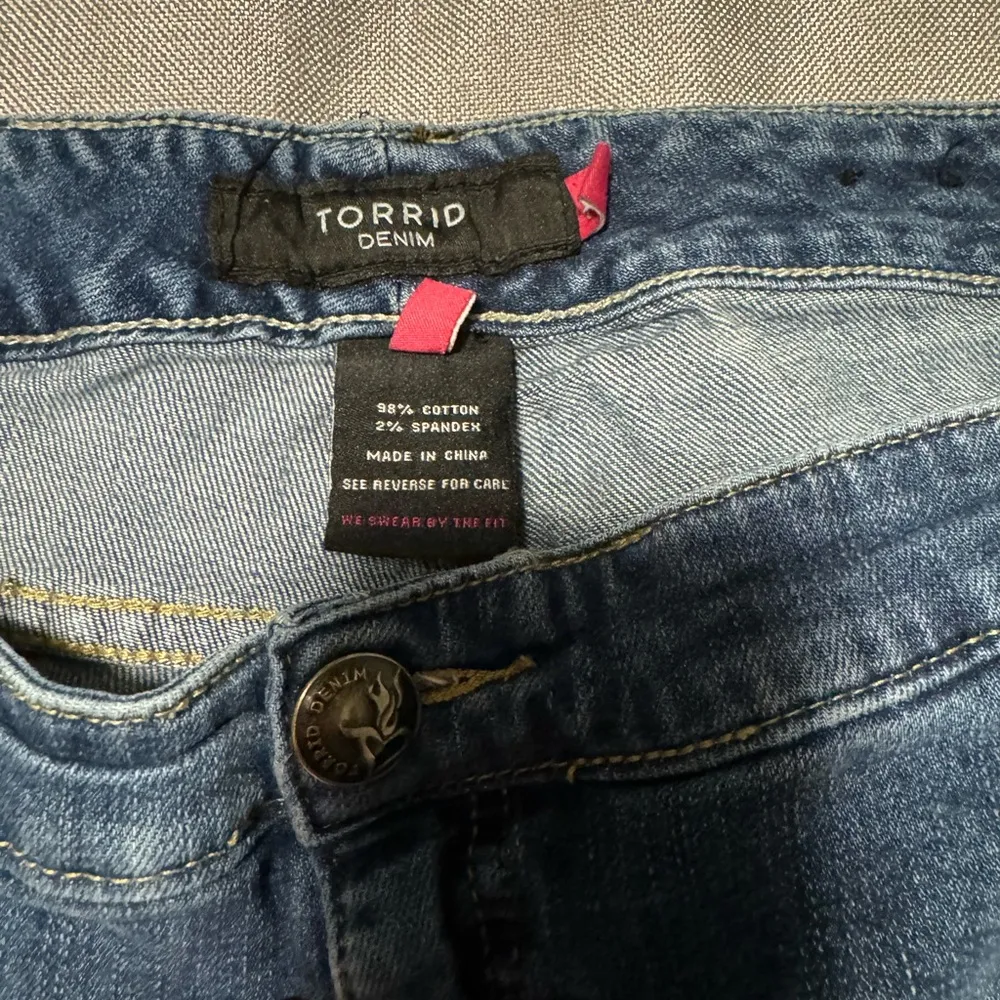 TORRID
DENIM
98% COTTON
2% SPANDEX
MADE IN CHINA
SEE REVERSE FOR CARE
WE SWEAR BY THE FIT
TORRID DENIM